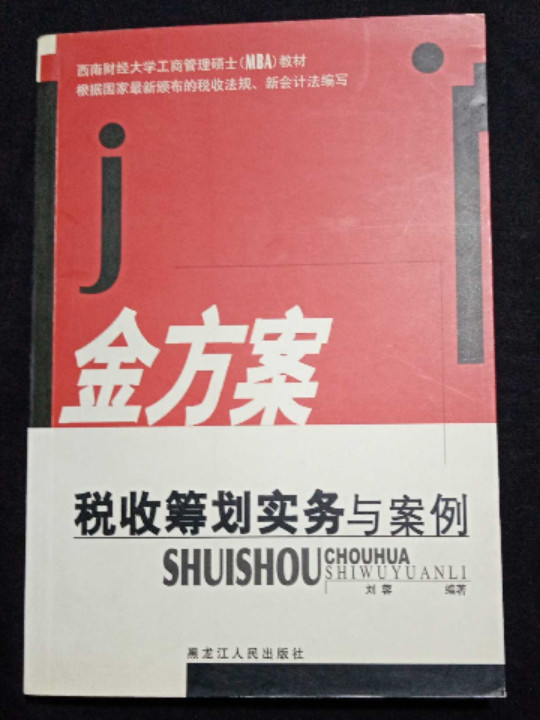 西南财经大学工商管理硕士(MBA)教材
根据国家最新颁布的税收法规、新会计法编写
j
f
金方案
税收筹划实务与案例
SHUISHOU CHOUHUA
SHIWUYUANLI
刘蓉 编著
黑龙江人民出版社